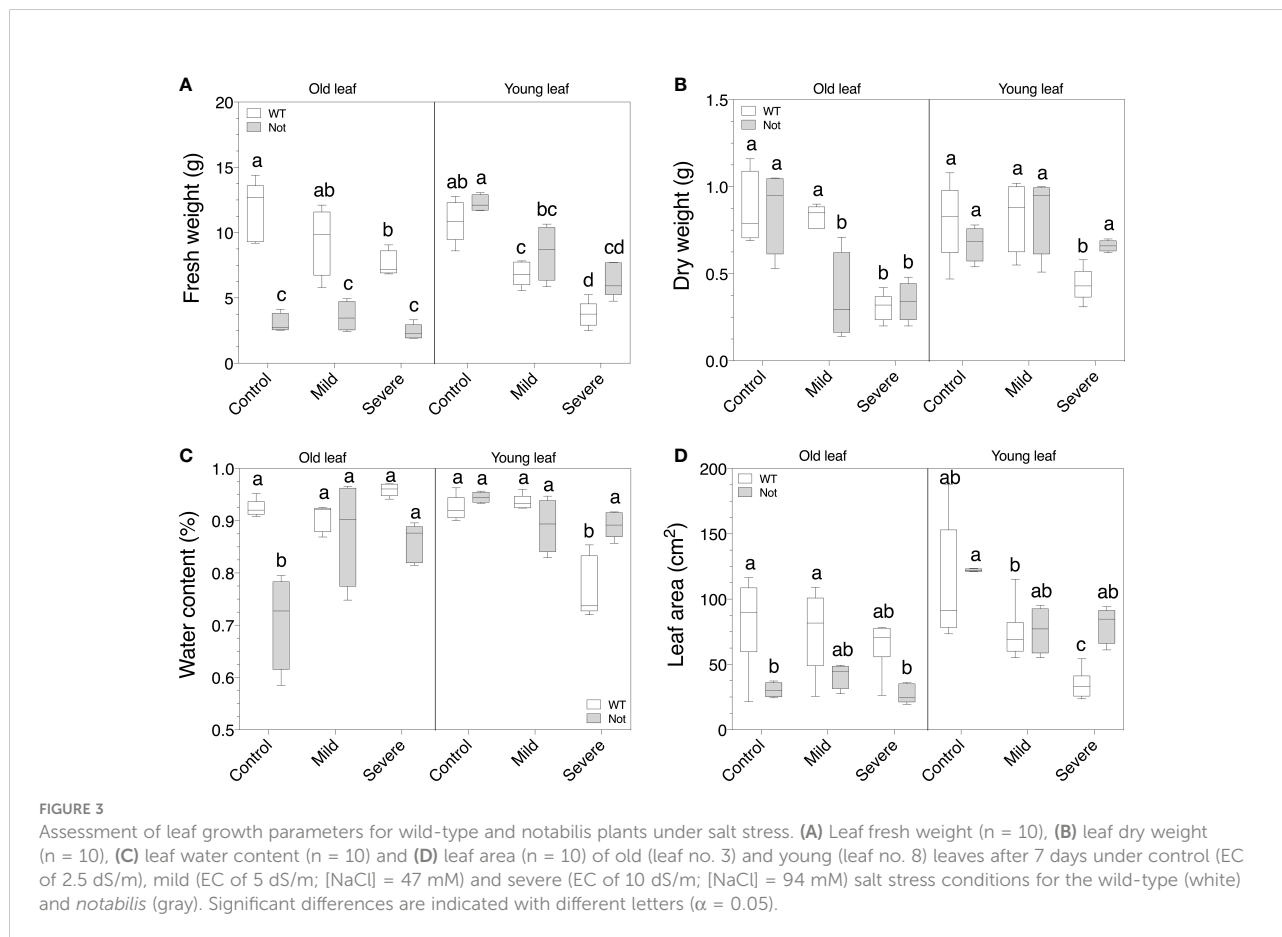 A
Old leaf
Young leaf
WT
Not
Fresh weight (g)
20
15
10
5
0
a
c
ab
c
b
c
ab
a
c
bc
d
cd
Control
Mild
Severe
Control
Mild
Severe
B
Old leaf
Young leaf
WT
Not
Dry weight (g)
1.5
1.0
0.5
0.0
a
a
a
b
b
b
a
a
a
a
b
a
Control
Mild
Severe
Control
Mild
Severe
C
Old leaf
Young leaf
Water content (%)
1.0
0.9
0.8
0.7
0.6
0.5
a
b
a
a
a
a
a
a
a
a
b
a
WT
Not
Control
Mild
Severe
Control
Mild
Severe
D
Old leaf
Young leaf
WT
Not
Leaf area (cm²)
200
150
100
50
0
a
b
a
ab
ab
b
ab
a
b
ab
c
ab
Control
Mild
Severe
Control
Mild
Severe
FIGURE 3
Assessment of leaf growth parameters for wild-type and notabilis plants under salt stress. (A) Leaf fresh weight (n = 10), (B) leaf dry weight
(n = 10), (C) leaf water content (n = 10) and (D) leaf area (n = 10) of old (leaf no. 3) and young (leaf no. 8) leaves after 7 days under control (EC
of 2.5 dS/m), mild (EC of 5 dS/m; [NaCl] = 47 mM) and severe (EC of 10 dS/m; [NaCl] = 94 mM) salt stress conditions for the wild-type (white)
and notabilis (gray). Significant differences are indicated with different letters (α = 0.05).